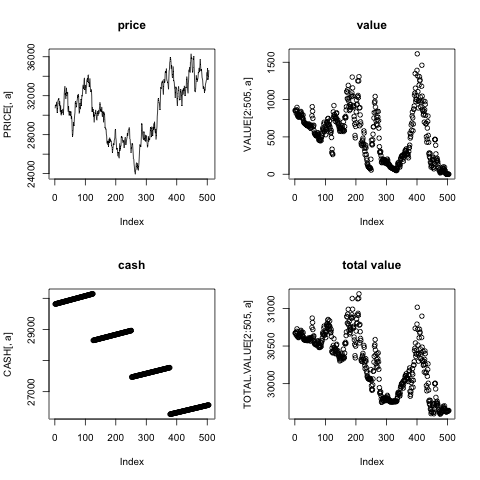 price
PRICE[, a]
24000 28000 32000 36000
0 100 200 300 400 500
Index
value
VALUE[2:505, a]
0 500 1000 1500
0 100 200 300 400 500
Index
cash
CASH[, a]
27000 29000
0 100 200 300 400 500
Index
total value
TOTAL.VALUE[2:505, a]
30000 30500 31000
0 100 200 300 400 500
Index